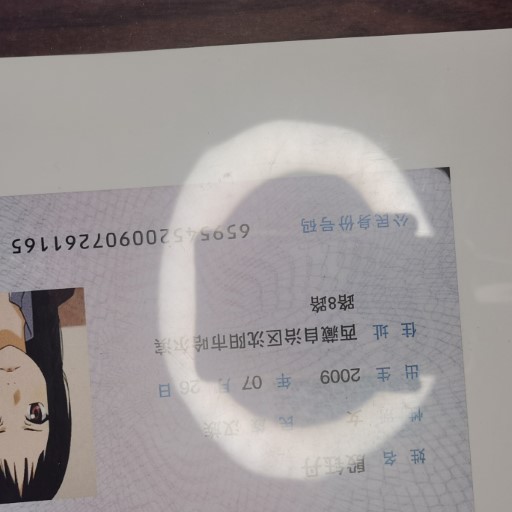 姓名 殷钰丹
性别 女 民族 汉族
出生 2009 年 07 月 26 日
住址 西藏自治区沈阳市哈尔滨
路8路
公民身份号码 659545200907261165